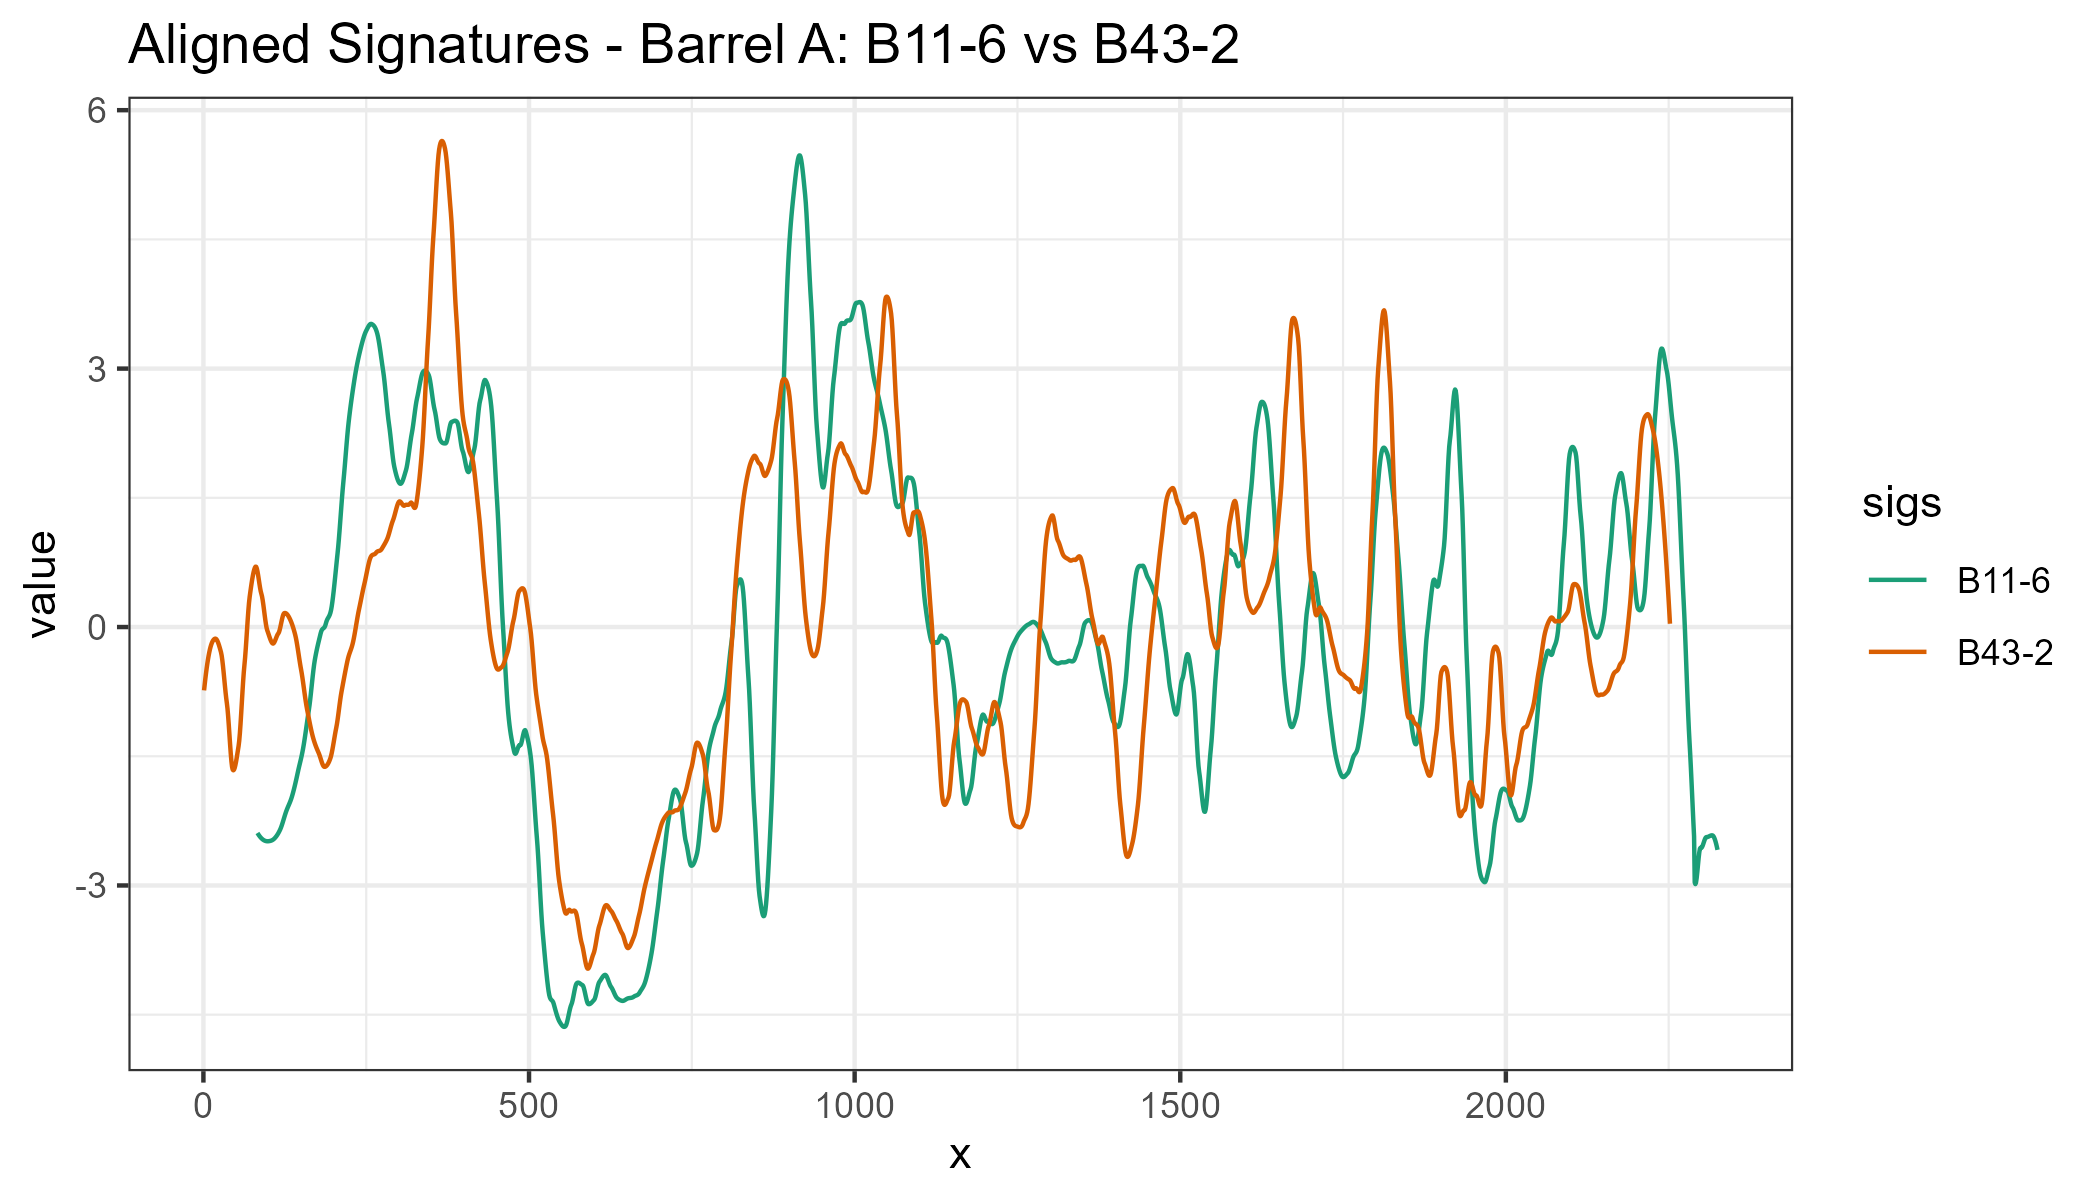 Aligned Signatures - Barrel A: B11-6 vs B43-2
6
3
0
-3
value
0 500 1000 1500 2000
x
sigs
B11-6
B43-2